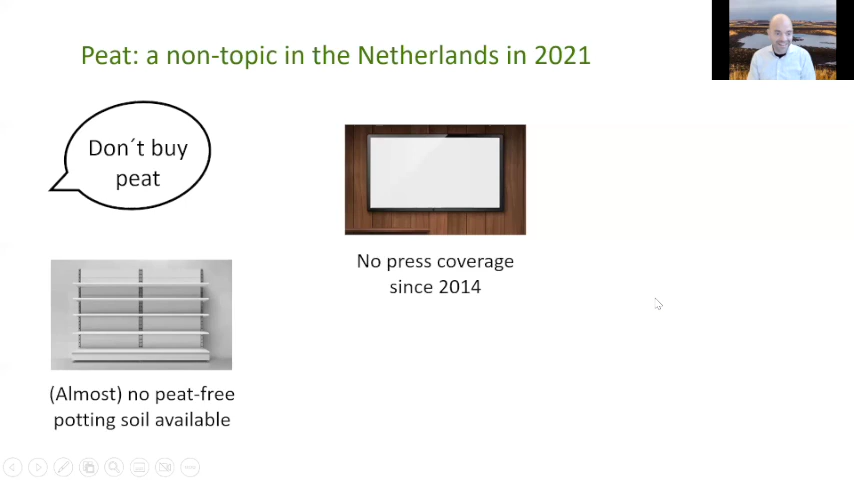 Peat: a non-topic in the Netherlands in 2021
Don´t buy
peat
No press coverage
since 2014
(Almost) no peat-free
potting soil available